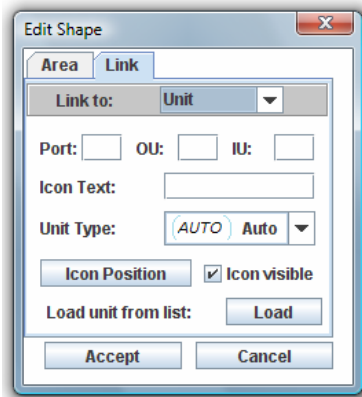 Edit Shape
Area Link
Link to: Unit
Port: OU: IU:
Icon Text:
Unit Type: (AUTO) Auto
Icon Position Icon visible
Load unit from list: Load
Accept Cancel